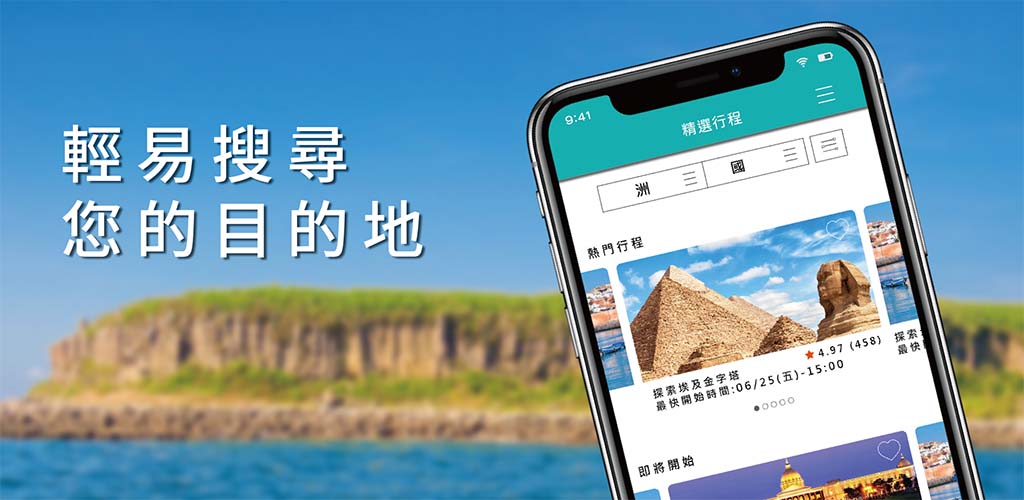 輕易搜尋
您的目的地
9:41
精選行程
洲
國
熱門行程
4.97 (458)
探索埃及金字塔
最快開始時間:06/25(五)-15:00
探索
最快
即將開始